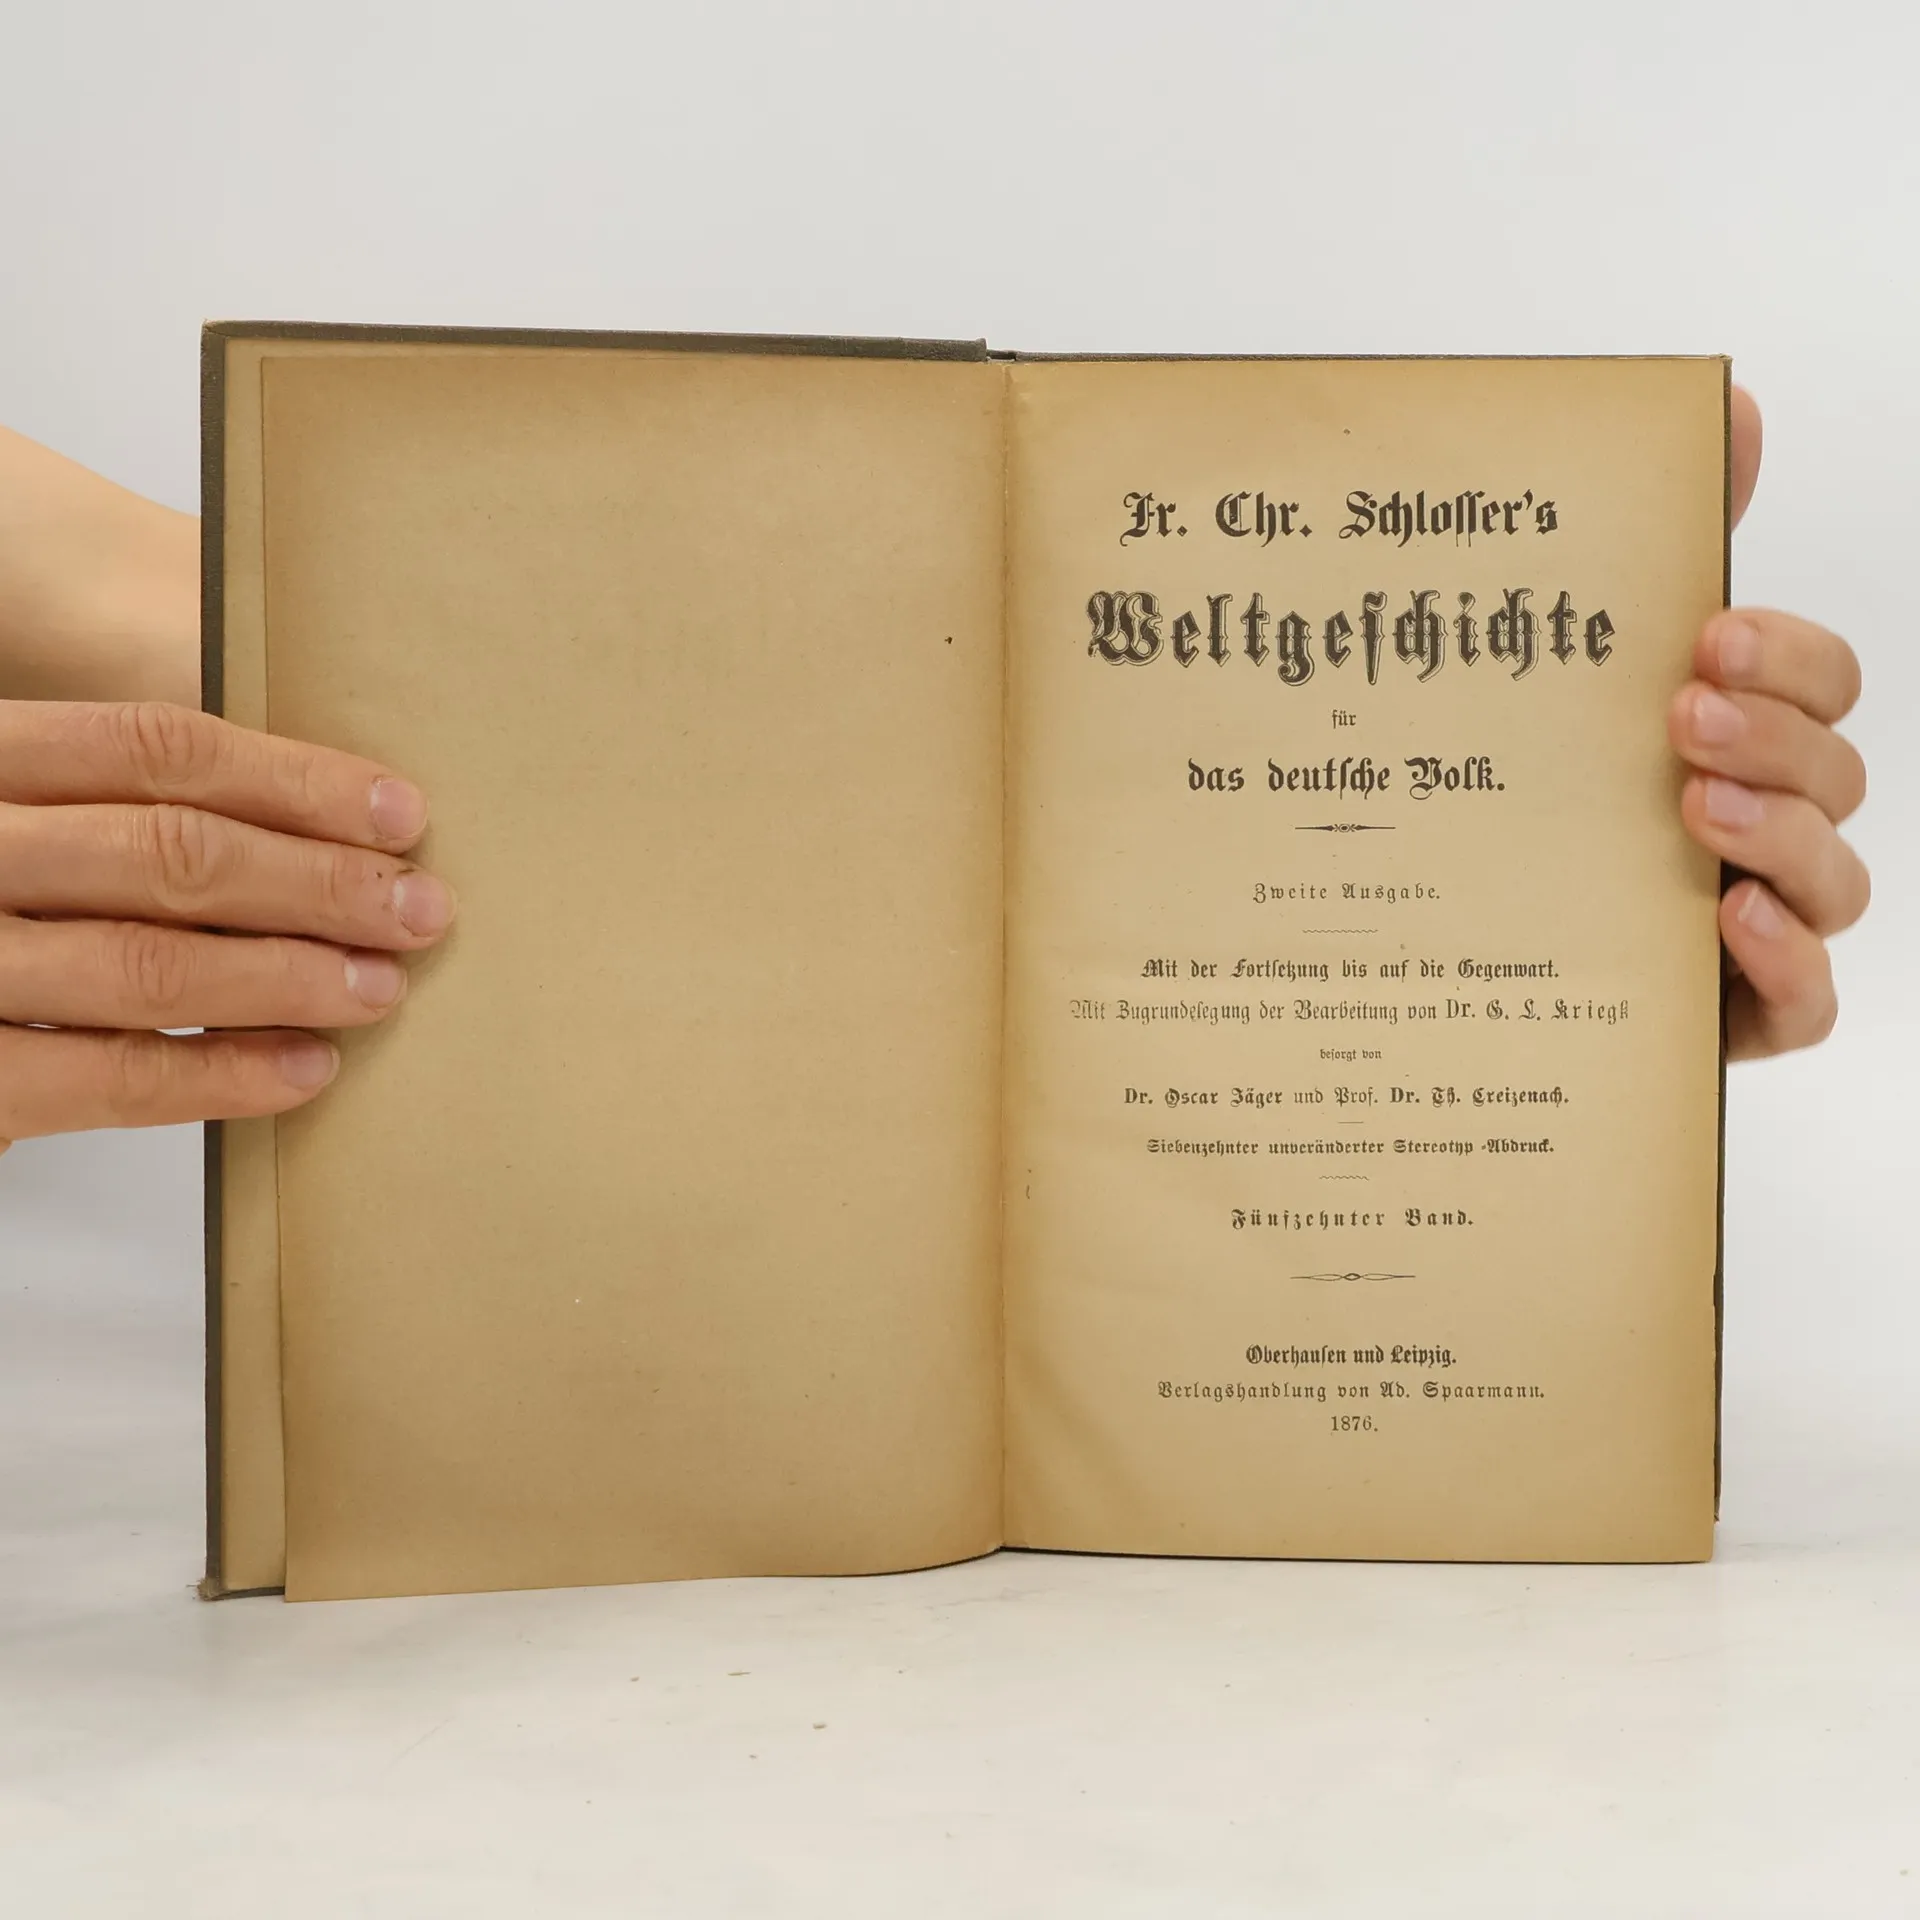 Fr. Chr. Schlosser's
Weltgeschichte
für
das deutsche Volk.
Zweite Ausgabe.
Mit der Fortsetzung bis auf die Gegenwart.
Mit Zugrundelegung der Bearbeitung von Dr. G. L. Kriegk
besorgt von
Dr. Oscar Jäger und Prof. Dr. Th. Creizenach.
Siebenzehnter unveränderter Stereotyp-Abdruck.
Fünfzehnter Band.
Oberhausen und Leipzig.
Verlagshandlung von Ad. Spaarmann.
1876.